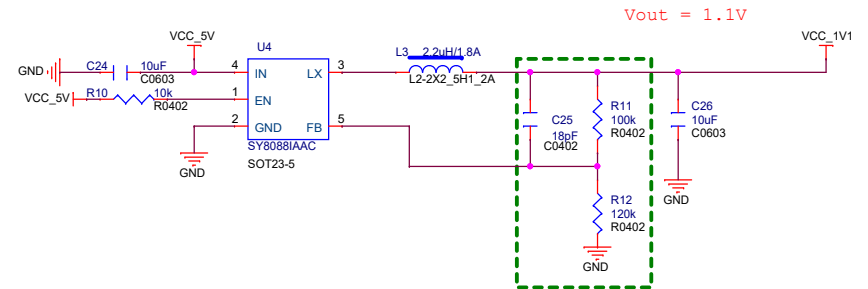 Vout = 1.1V
VCC_5V
VCC_1V1
U4
L3 2.2uH/1.8A
C24 10uF
4 IN LX 3
GND
C0603
L2-2X2_5H1_2A
VCC_5V R10 10k
1 EN
R0402
R11
C25
100k
C26
18pF
R0402
10uF
C0402
C0603
2 GND FB 5
SY8088IAAC
SOT23-5
GND
R12
GND
120k
R0402
GND